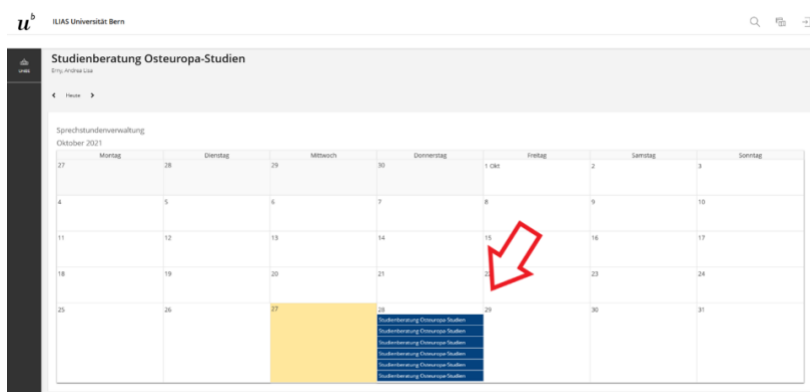 u^b ILIAS Universität Bern
Studienberatung Osteuropa-Studien
Erny, Andrea Lisa
Heute
Sprechstundenverwaltung
Oktober 2021
Montag Dienstag Mittwoch Donnerstag Freitag Samstag Sonntag
27 28 29 30 1 Okt 2 3
4 5 6 7 8 9 10
11 12 13 14 15 16 17
18 19 20 21 22 23 24
25 26 27 28 29 30 31
Studienberatung Osteuropa-Studien
Studienberatung Osteuropa-Studien
Studienberatung Osteuropa-Studien
Studienberatung Osteuropa-Studien
Studienberatung Osteuropa-Studien
Studienberatung Osteuropa-Studien